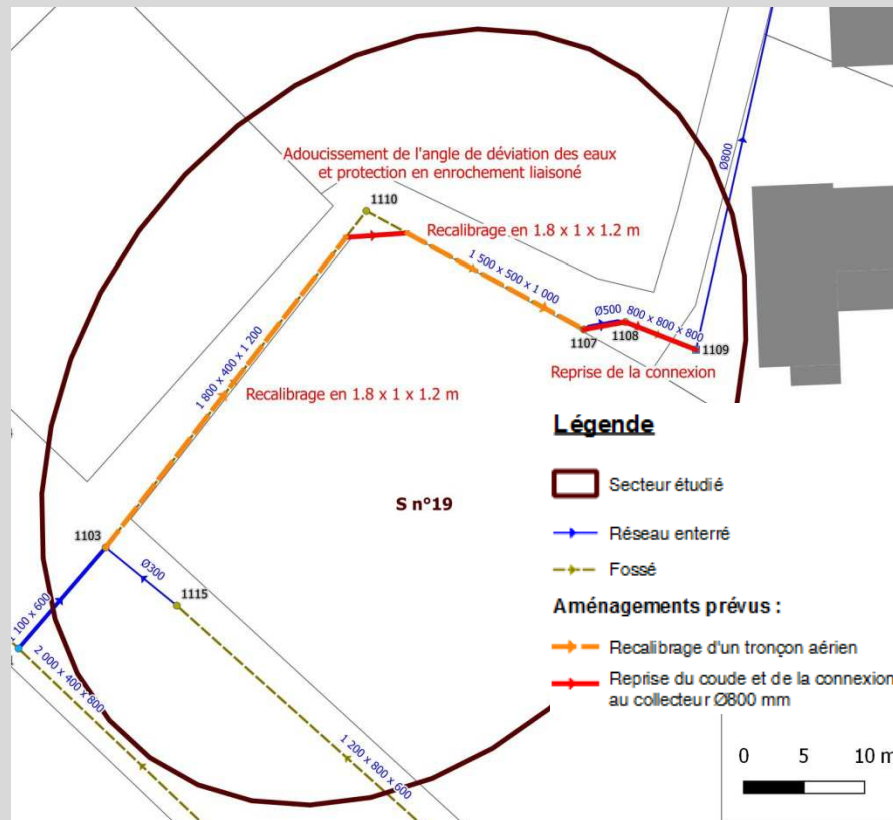 Ø800
Adoucissement de l'angle de déviation des eaux
et protection en enrochement liaisoné
1110
Recalibrage en 1.8 x 1 x 1.2 m
1 500 x 500 x 1 000
Ø500
800 x 800 x 800
1107
1108
1109
Reprise de la connexion
1 800 x 400 x 1 200
Recalibrage en 1.8 x 1 x 1.2 m
S n°19
1103
Ø300
1115
1 100 x 600
2 000 x 400 x 800
1 200 x 800 x 600
Légende
Secteur étudié
Réseau enterré
Fossé
Aménagements prévus :
Recalibrage d'un tronçon aérien
Reprise du coude et de la connexion
au collecteur Ø800 mm
0 5 10 m